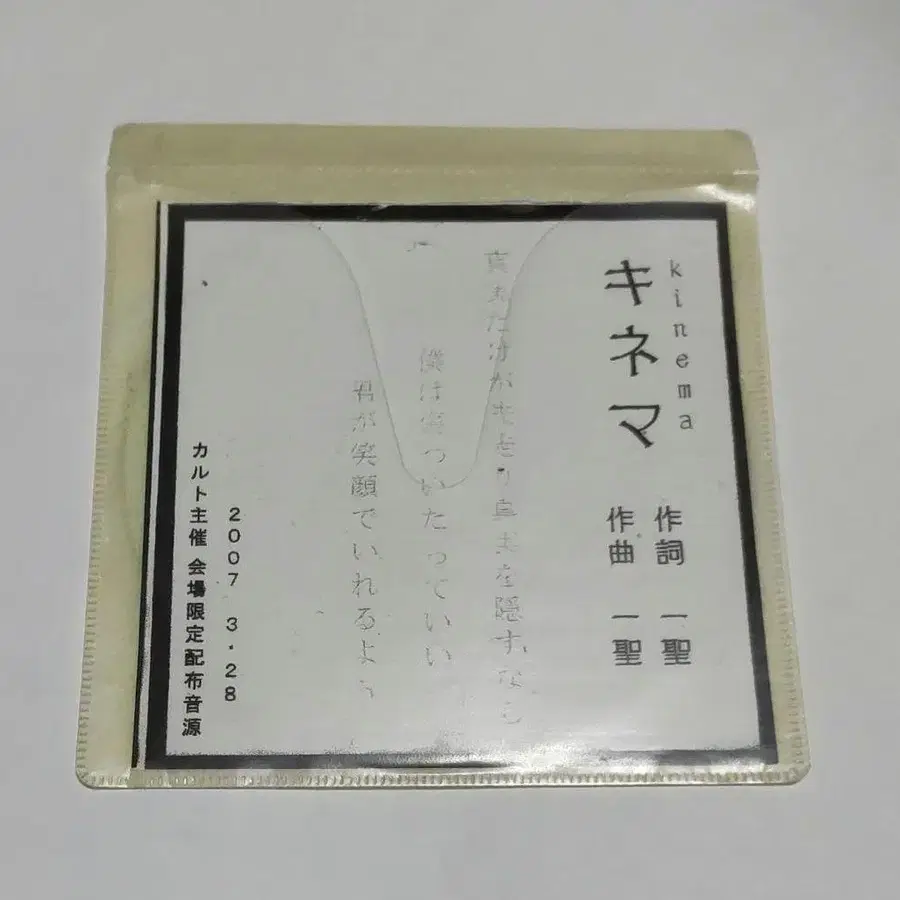 kinema
キネマ
作詞 一聖
作曲 一聖
僕は傷ついたっていい
君が笑顔でいれるよう
2007 3・28
カルト主催 会場限定配布音源